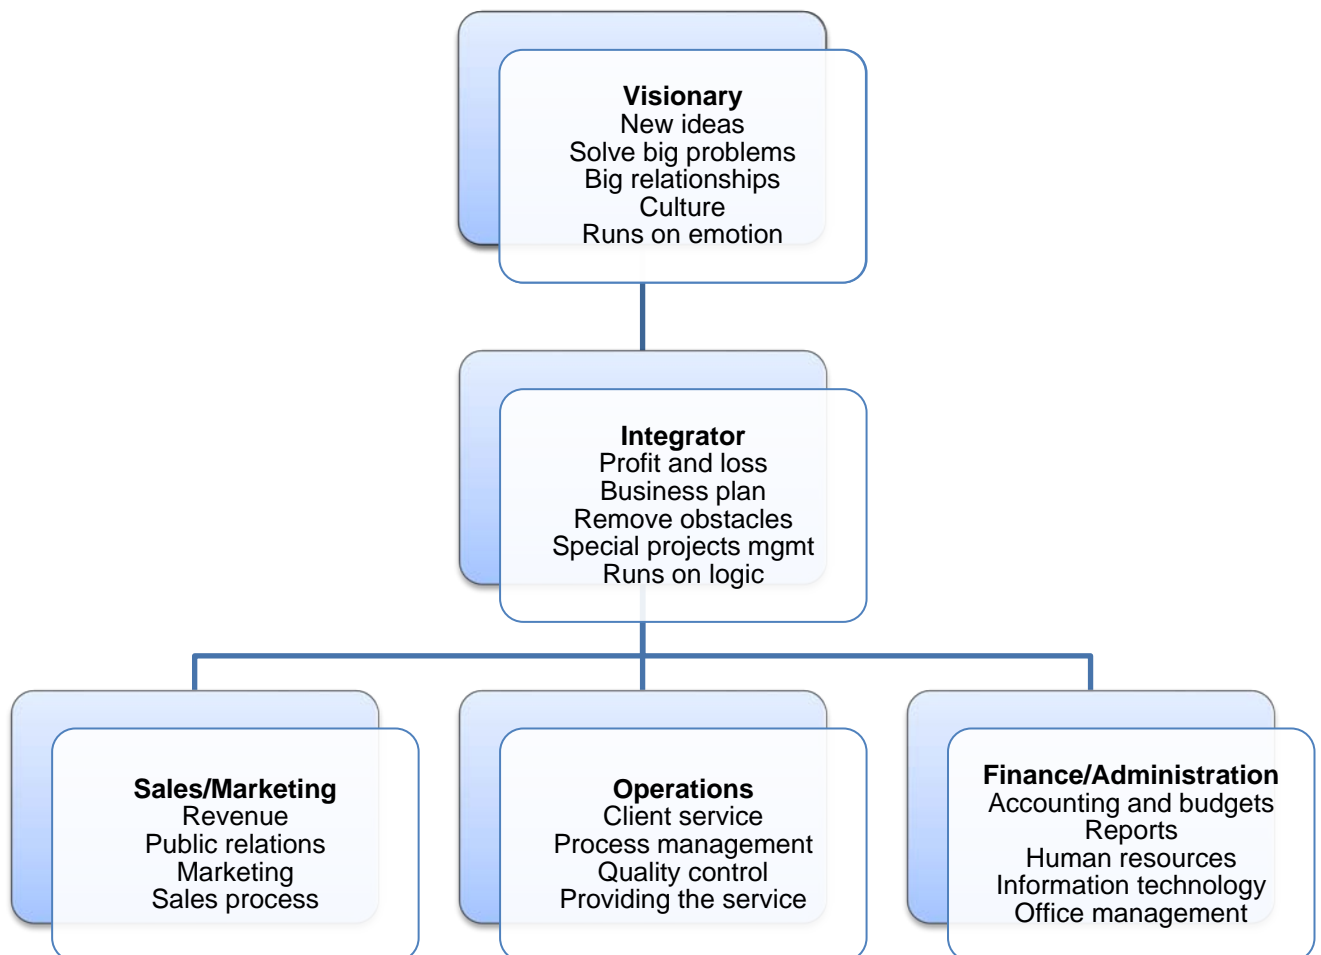 Visionary
New ideas
Solve big problems
Big relationships
Culture
Runs on emotion
Integrator
Profit and loss
Business plan
Remove obstacles
Special projects mgmt
Runs on logic
Sales/Marketing
Revenue
Public relations
Marketing
Sales process
Operations
Client service
Process management
Quality control
Providing the service
Finance/Administration
Accounting and budgets
Reports
Human resources
Information technology
Office management